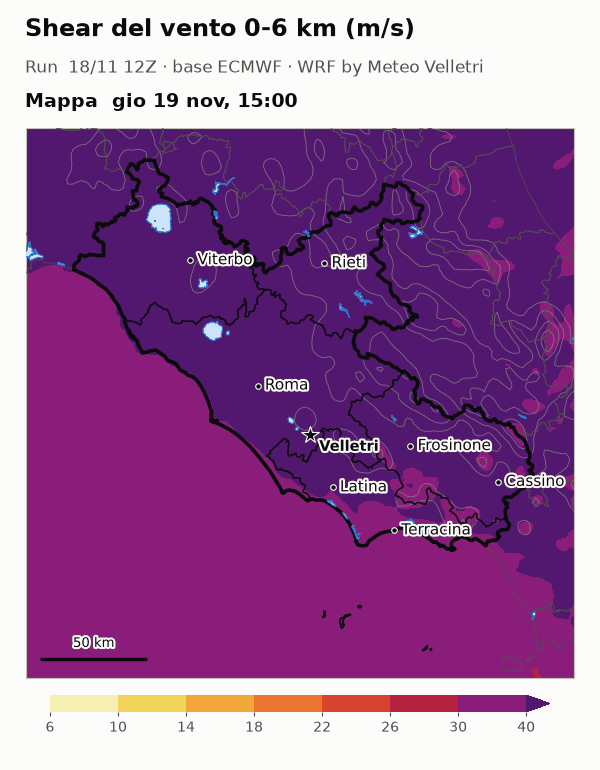 Shear del vento 0-6 km (m/s)
Run  18/11 12Z · base ECMWF · WRF by Meteo Velletri
Mappa  gio 19 nov, 15:00
Viterbo
Rieti
Roma
Velletri
Frosinone
Cassino
Latina
Terracina
50 km
6 10 14 18 22 26 30 40